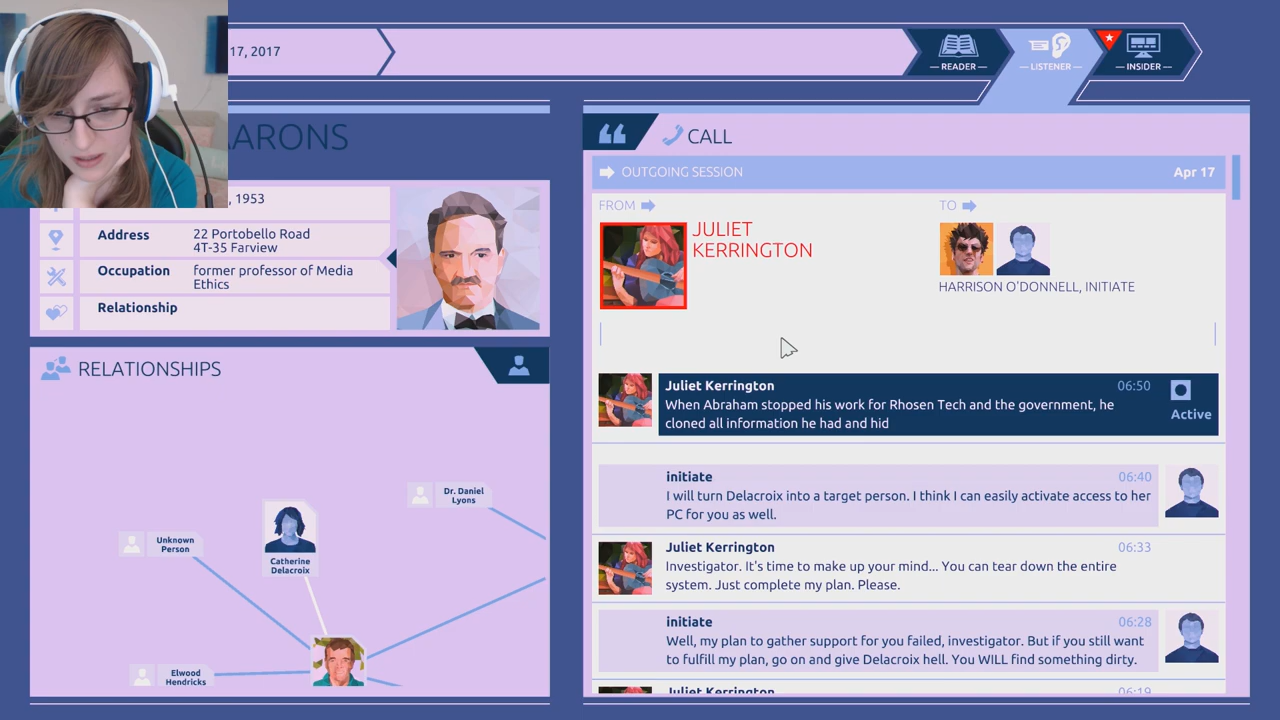 17, 2017
— READER —
— LISTENER —
— INSIDER —
AARONS
, 1953
Address 22 Portobello Road
4T-35 Farview
Occupation former professor of Media
Ethics
Relationship
RELATIONSHIPS
Dr. Daniel
Lyons
Unknown
Person
Catherine
Delacroix
Elwood
Hendricks
CALL
OUTGOING SESSION Apr 17
FROM TO
JULIET
KERRINGTON
HARRISON O'DONNELL, INITIATE
Juliet Kerrington 06:50
When Abraham stopped his work for Rhosen Tech and the government, he
cloned all information he had and hid
Active
initiate 06:40
I will turn Delacroix into a target person. I think I can easily activate access to her
PC for you as well.
Juliet Kerrington 06:33
Investigator. It's time to make up your mind... You can tear down the entire
system. Just complete my plan. Please.
initiate 06:28
Well, my plan to gather support for you failed, investigator. But if you still want
to fulfill my plan, go on and give Delacroix hell. You WILL find something dirty.
Juliet Kerrington 06:19